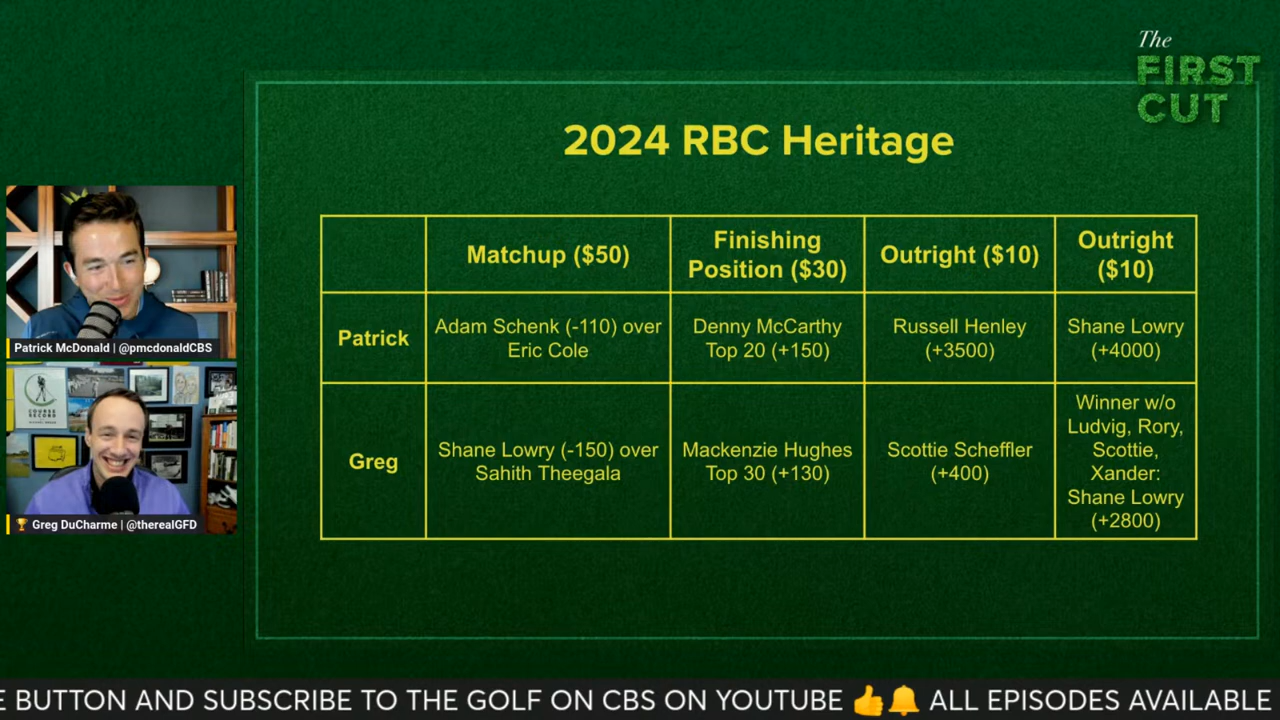 The
FIRST
CUT
2024 RBC Heritage
Matchup ($50)
Finishing
Position ($30)
Outright ($10)
Outright
($10)
Patrick
Adam Schenk (-110) over
Eric Cole
Denny McCarthy
Top 20 (+150)
Russell Henley
(+3500)
Shane Lowry
(+4000)
Greg
Shane Lowry (-150) over
Sahith Theegala
Mackenzie Hughes
Top 30 (+130)
Scottie Scheffler
(+400)
Winner w/o
Ludvig, Rory,
Scottie,
Xander:
Shane Lowry
(+2800)
Patrick McDonald | @pmcdonaldCBS
COURSE
RECORD
🏆 Greg DuCharme | @therealGFD
E BUTTON AND SUBSCRIBE TO THE GOLF ON CBS ON YOUTUBE 👍🔔 ALL EPISODES AVAILABLE